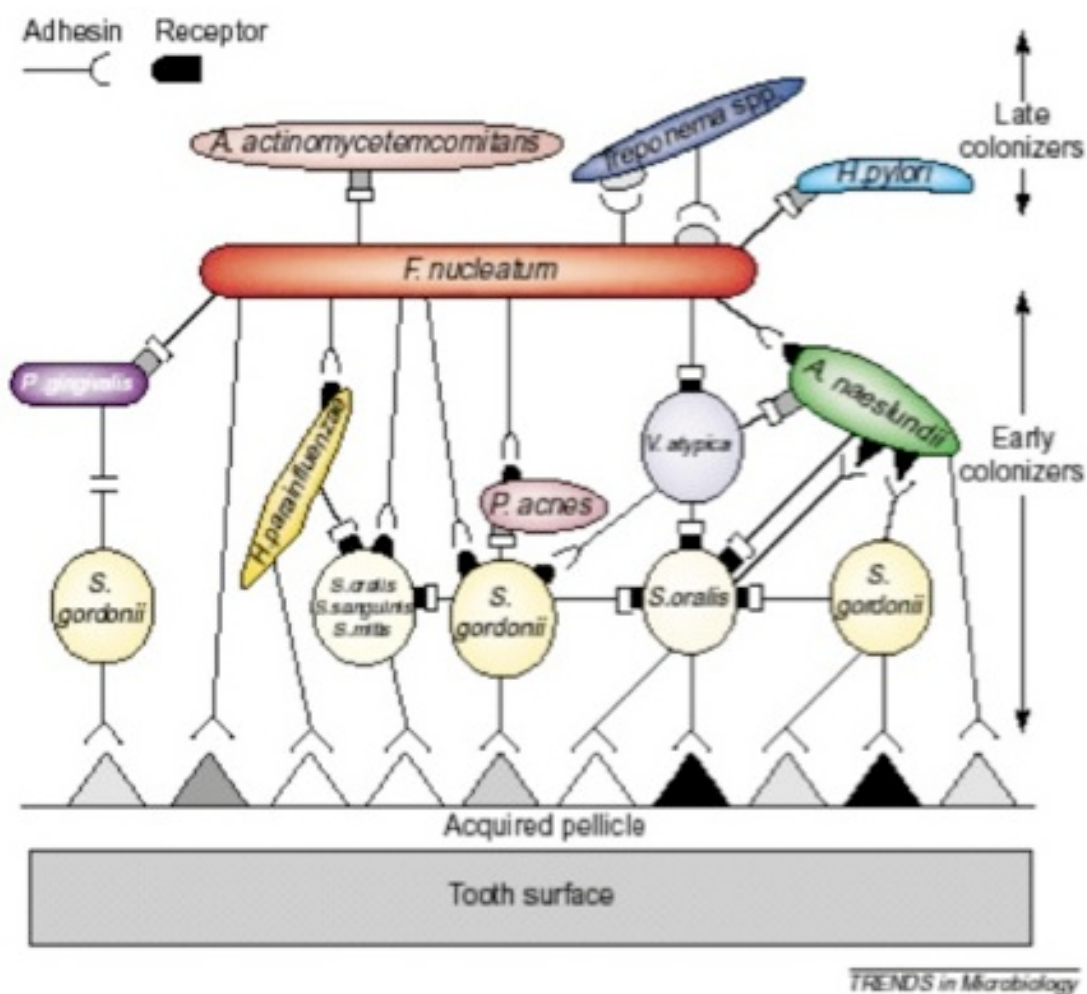 Adhesin Receptor
Late
colonizers
Treponema spp.
A. actinomycetemcomitans
H.pylori
F. nucleatum
P. gingivalis
A. naeslundii
Early
colonizers
V. atypica
H.parainfluenzae
P. acnes
S.
gordonii
S.oralis
S.sanguinis
S.mitis
S.
gordonii
S.oralis
S.
gordonii
Acquired pellicle
Tooth surface
TRENDS in Microbiology